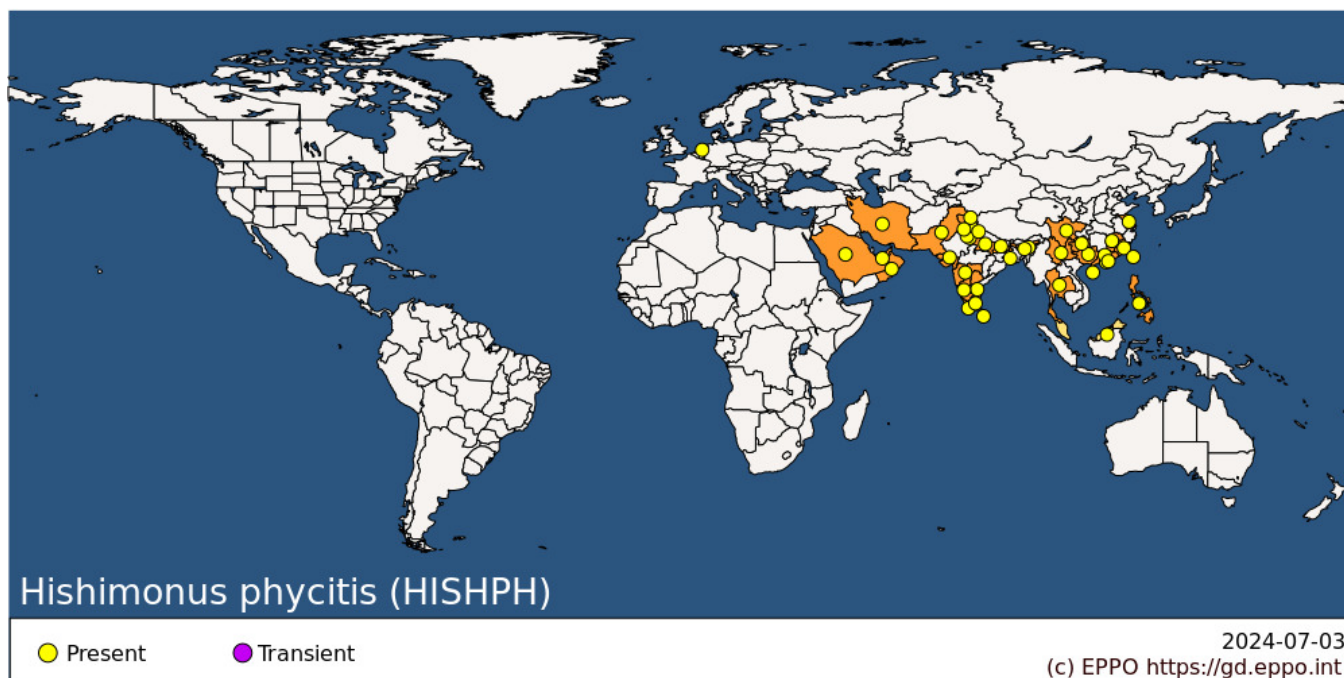 Hishimonus phycitis (HISHPH)
Present
Transient
2024-07-03
(c) EPPO https://gd.eppo.int